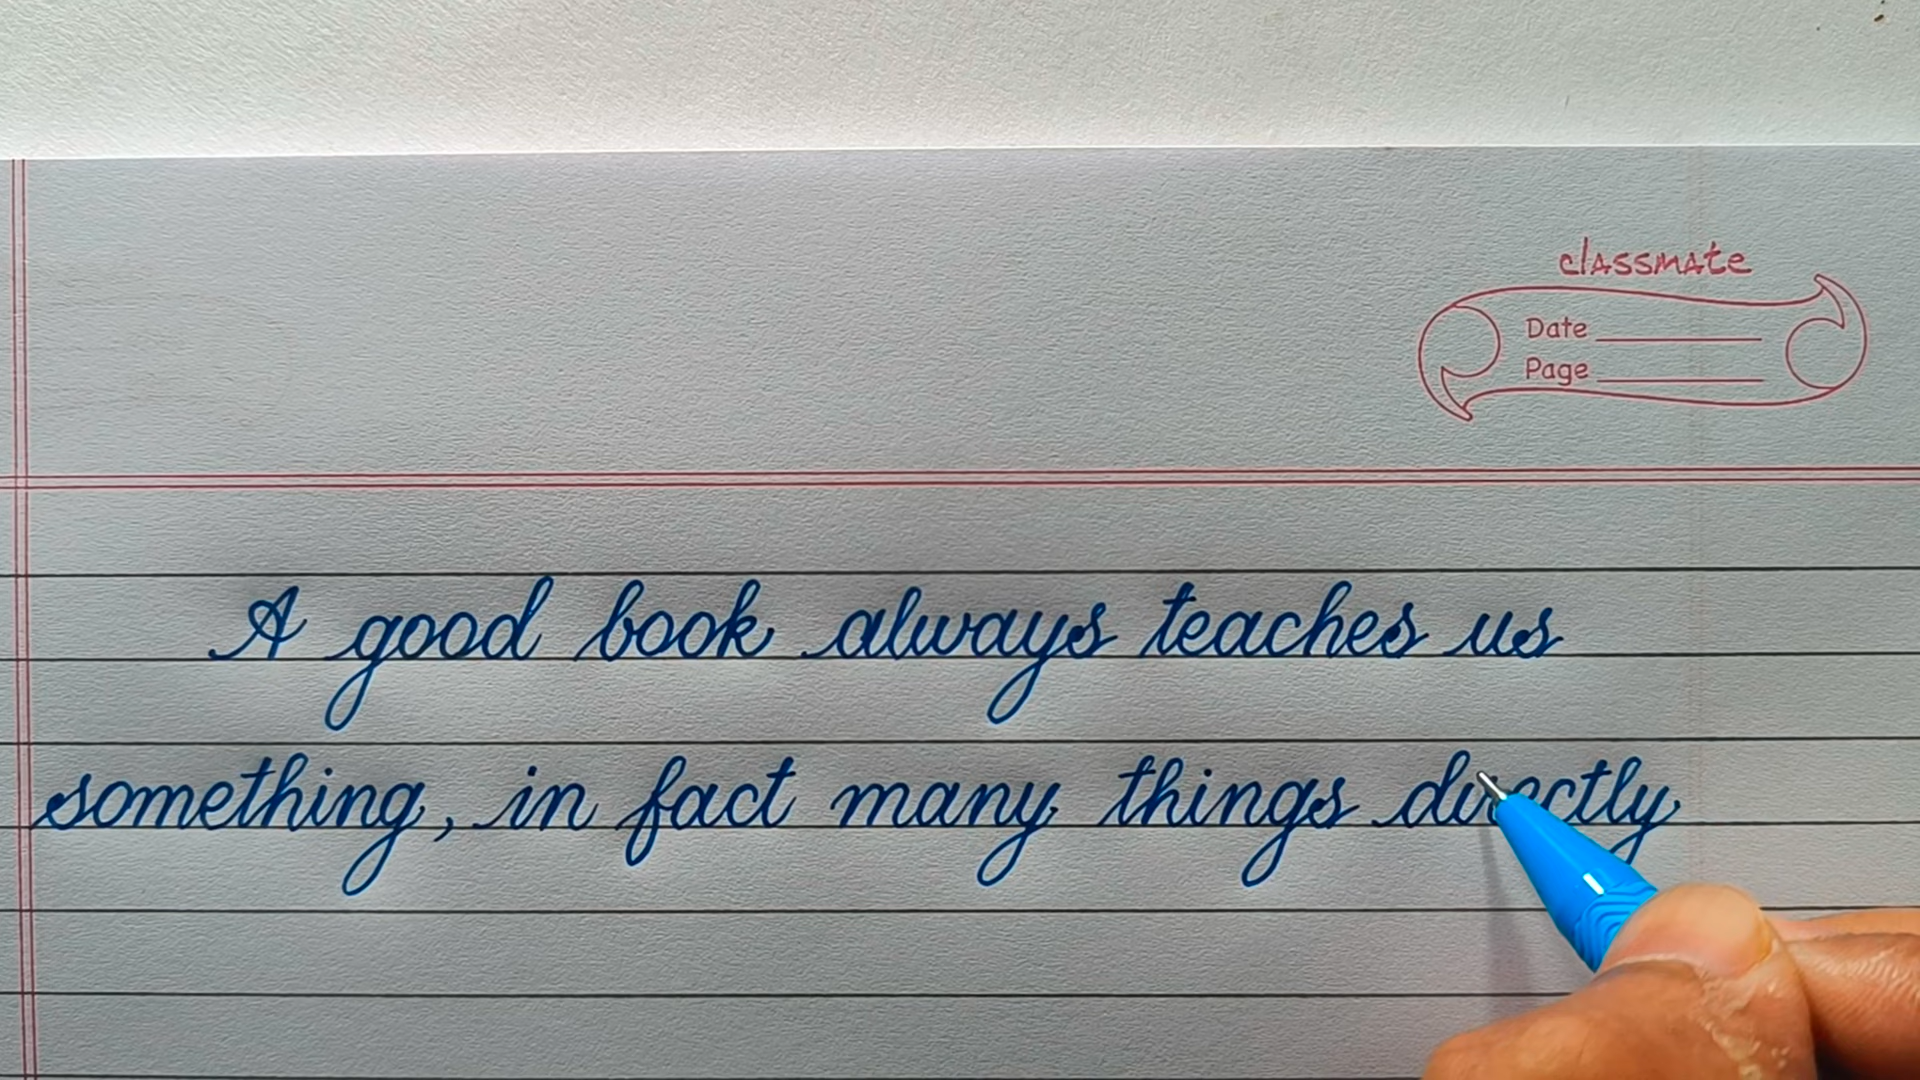 classmate
Date
Page
A good book always teaches us
something, in fact many things directly